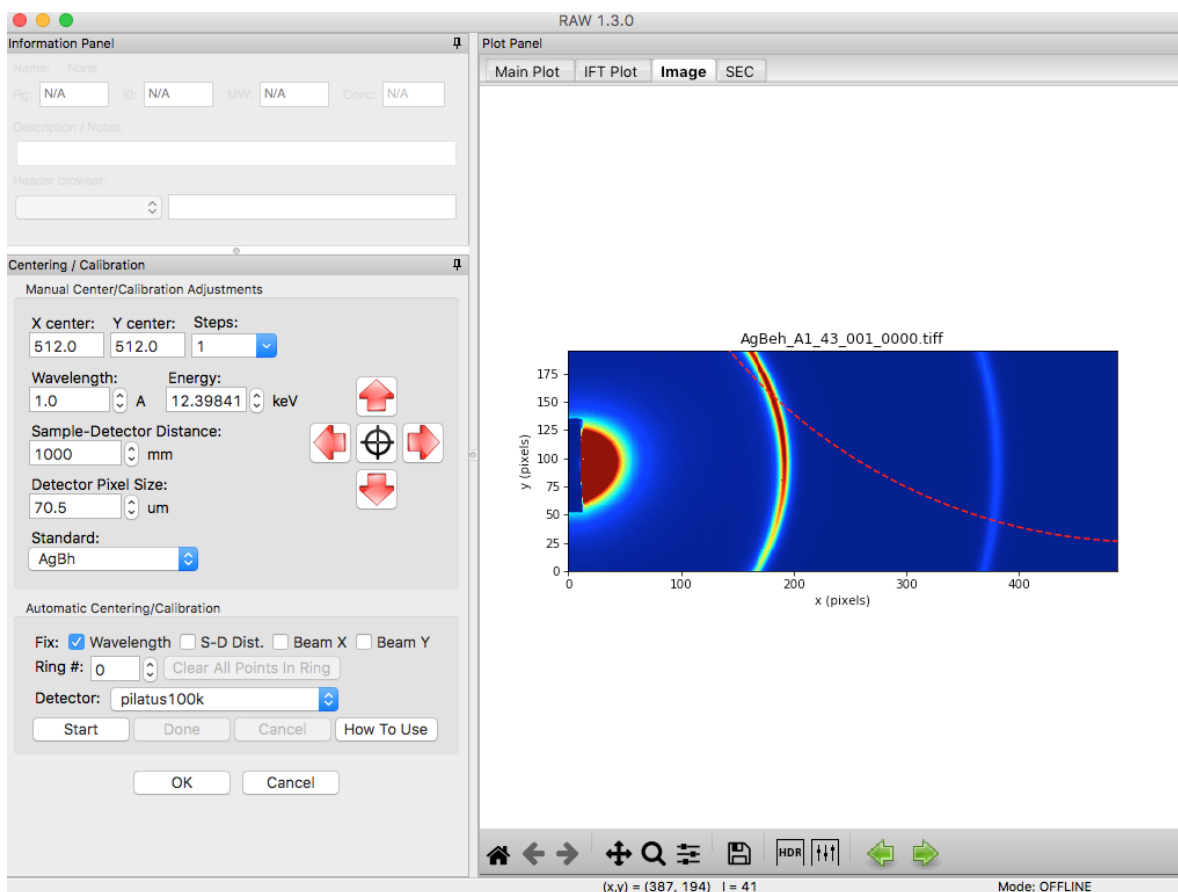 RAW 1.3.0
Information Panel
Name: None
Rg: N/A I0: N/A MW: N/A Conc: N/A
Description / Notes:
Header browser:
Centering / Calibration
Manual Center/Calibration Adjustments
X center: Y center: Steps:
512.0 512.0 1
Wavelength: Energy:
1.0 A 12.39841 keV
Sample-Detector Distance:
1000 mm
Detector Pixel Size:
70.5 um
Standard:
AgBh
Automatic Centering/Calibration
Fix: Wavelength S-D Dist. Beam X Beam Y
Ring #: 0 Clear All Points In Ring
Detector: pilatus100k
Start Done Cancel How To Use
OK Cancel
Plot Panel
Main Plot IFT Plot Image SEC
AgBeh_A1_43_001_0000.tiff
175
150
125
100
75
50
25
0
y (pixels)
0 100 200 300 400
x (pixels)
HDR
(x,y) = (387, 194) I = 41 Mode: OFFLINE